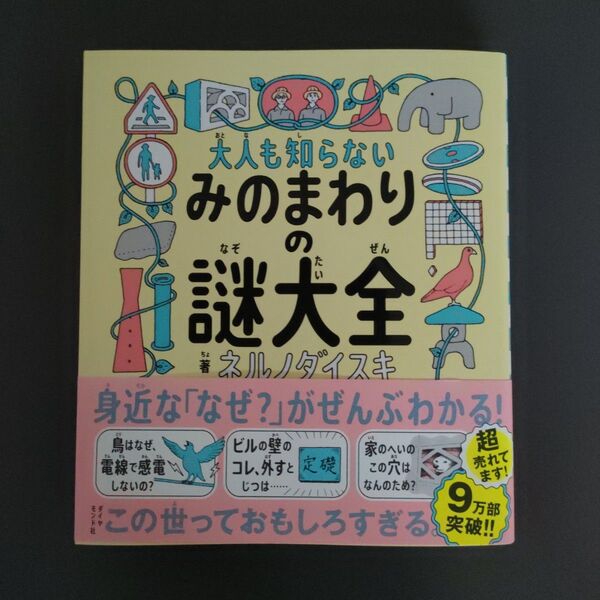 大人も知らない
みのまわり
の
謎大全
著 ネルノダイスキ
身近な「なぜ?」がぜんぶわかる!
鳥はなぜ、
電線で感電
しないの?
ビルの壁の
コレ、外すと
じつは……
定礎
家のへいの
この穴は
なんのため?
超
売れて
ます!
9万部
突破!!
この世っておもしろすぎる。
ダイヤ
モンド社